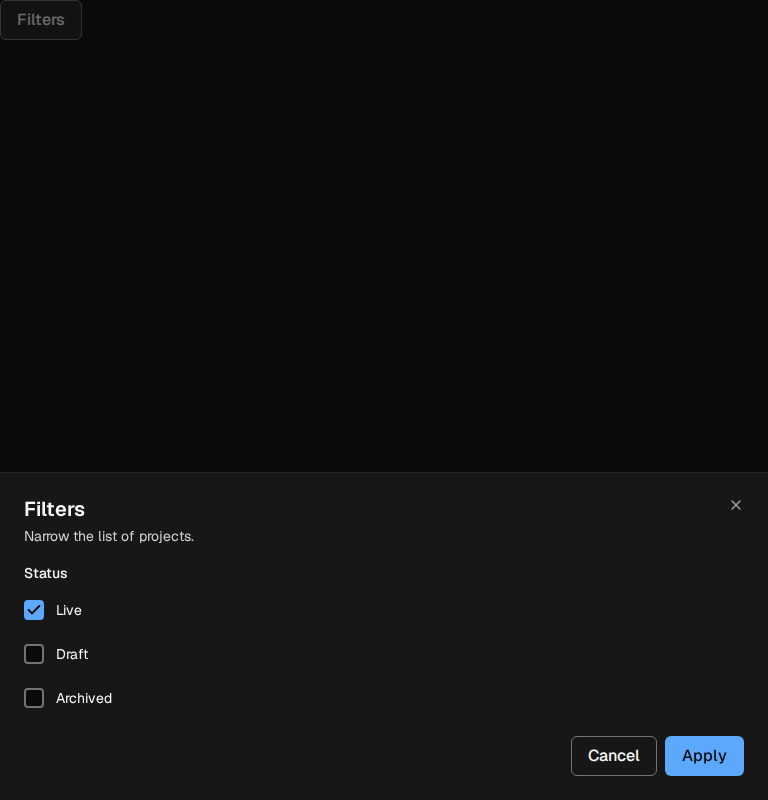 Filters
Filters
Narrow the list of projects.
Status
Live
Draft
Archived
Cancel
Apply